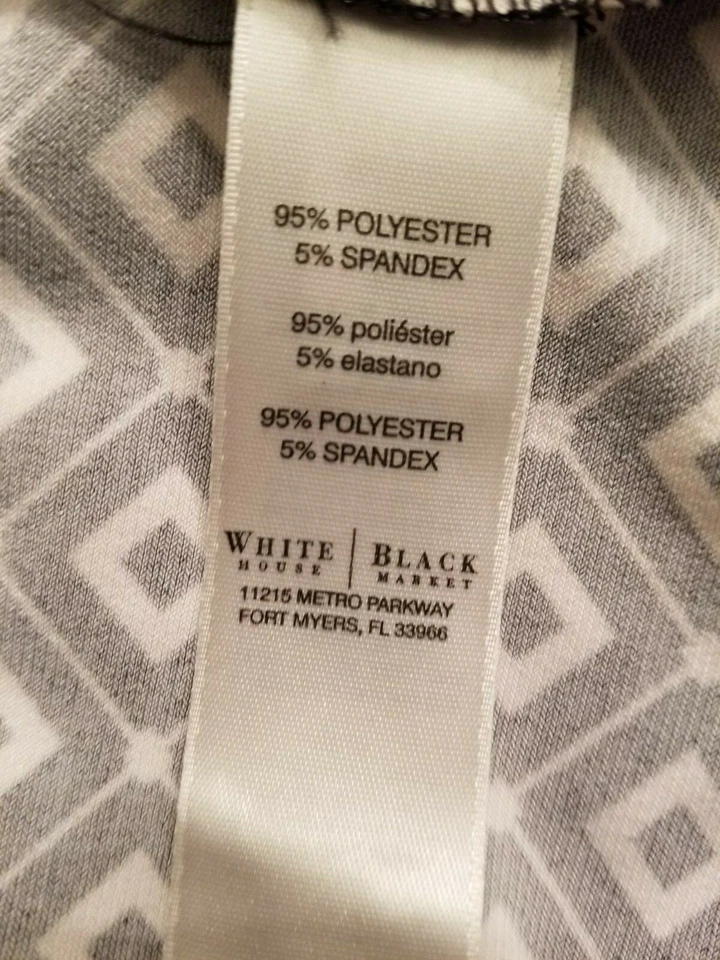 95% POLYESTER
5% SPANDEX
95% poliéster
5% elastano
95% POLYESTER
5% SPANDEX
WHITE HOUSE | BLACK MARKET
11215 METRO PARKWAY
FORT MYERS, FL 33966